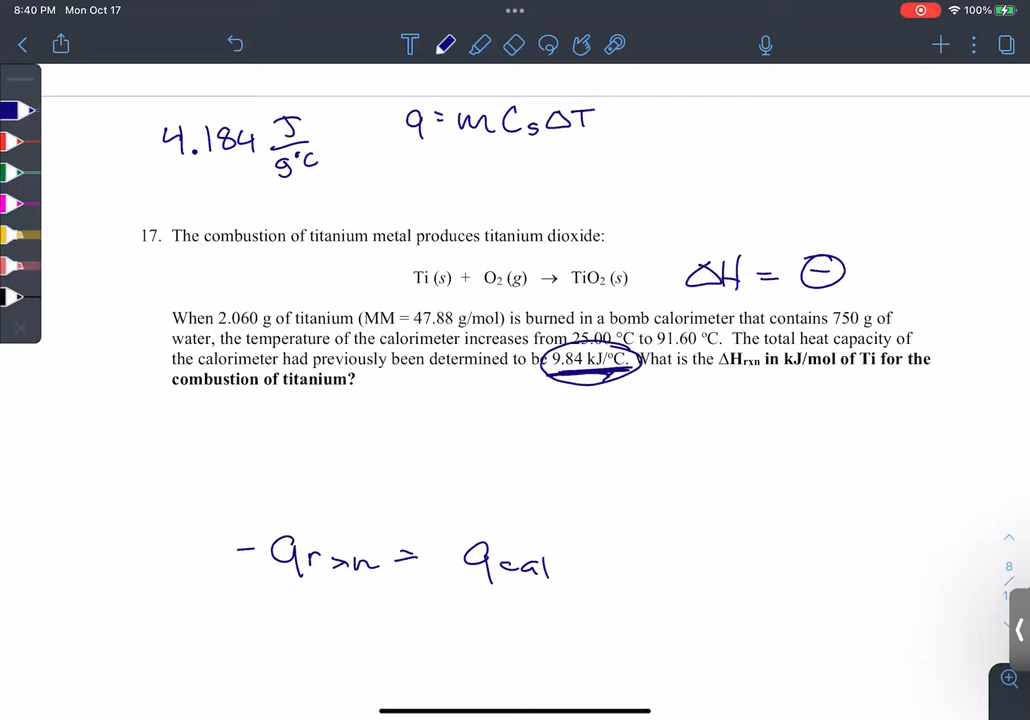 8:40 PM Mon Oct 17
100%
T
4.184 J/g°C
q = m Cs ΔT
17. The combustion of titanium metal produces titanium dioxide:
Ti (s) + O₂ (g) → TiO₂ (s)
ΔH = ⊖
When 2.060 g of titanium (MM = 47.88 g/mol) is burned in a bomb calorimeter that contains 750 g of
water, the temperature of the calorimeter increases from 25.00 °C to 91.60 °C. The total heat capacity of
the calorimeter had previously been determined to be 9.84 kJ/°C. What is the ΔHrxn in kJ/mol of Ti for the
combustion of titanium?
- qrxn = qcal
8
/
1